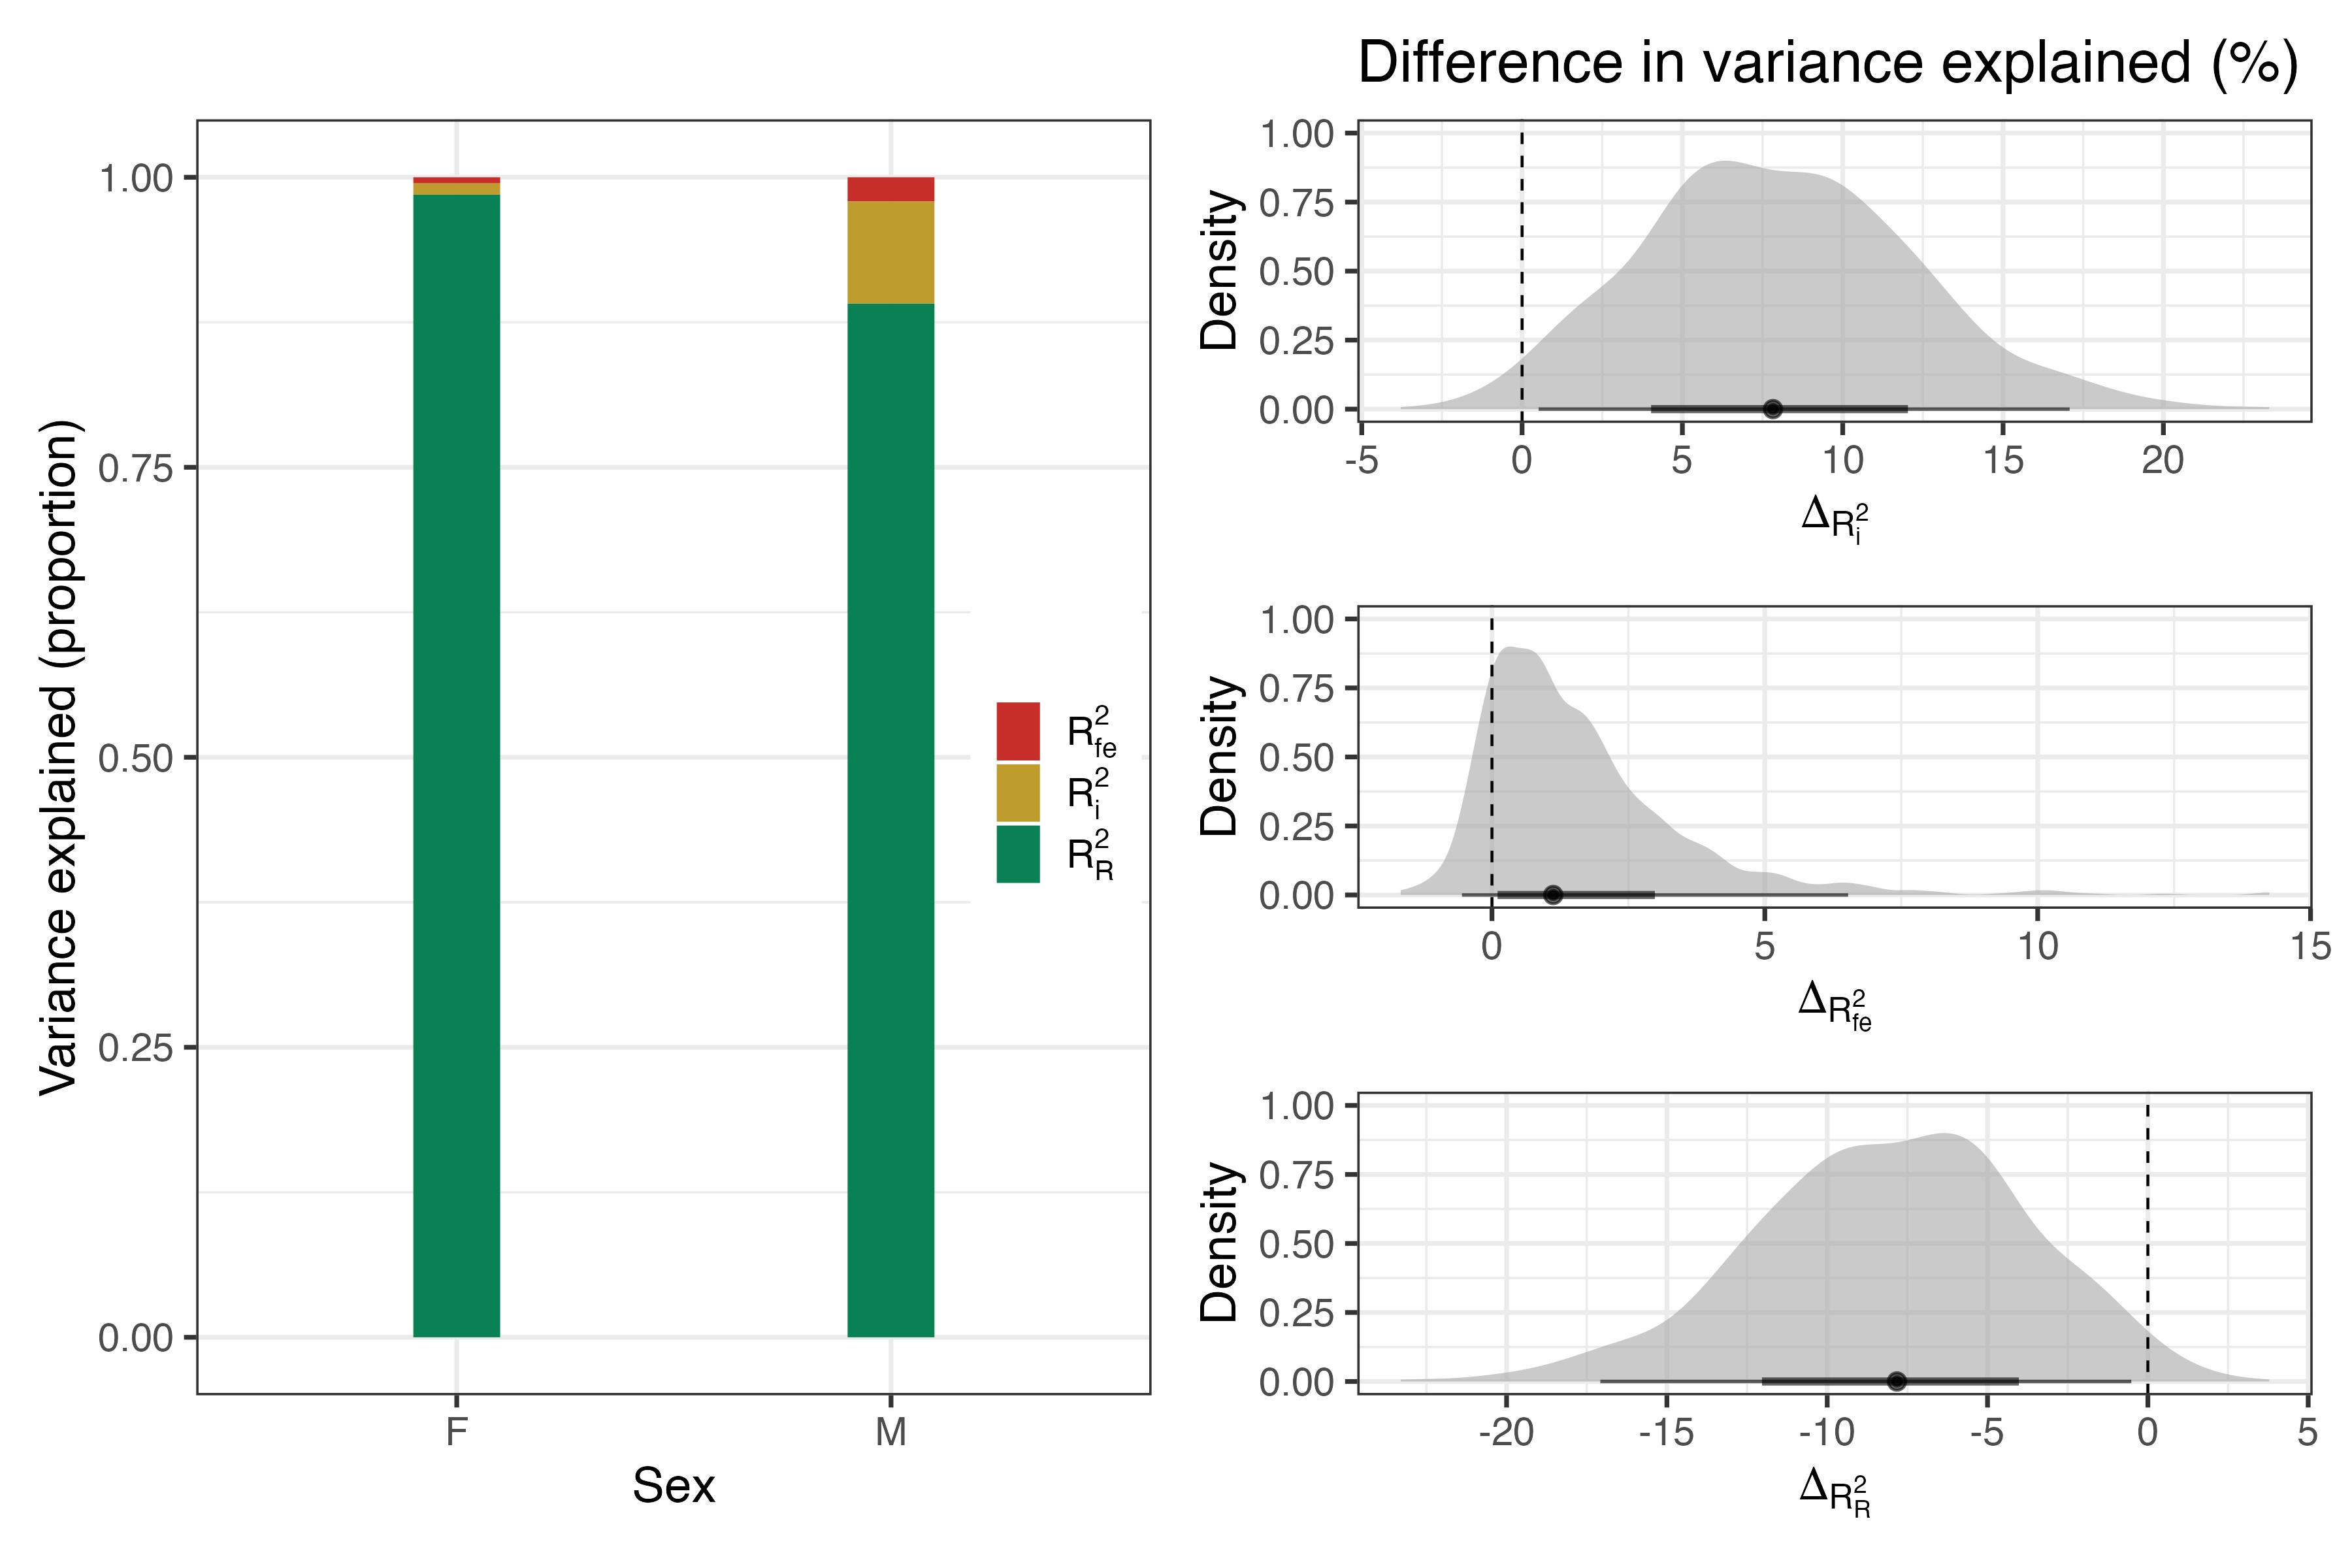 Variance explained (proportion)
1.00
0.75
0.50
0.25
0.00
F M
Sex
R²fe
R²i
R²R
Difference in variance explained (%)
Density
1.00
0.75
0.50
0.25
0.00
-5 0 5 10 15 20
ΔR²i
Density
1.00
0.75
0.50
0.25
0.00
0 5 10 15
ΔR²fe
Density
1.00
0.75
0.50
0.25
0.00
-20 -15 -10 -5 0 5
ΔR²R